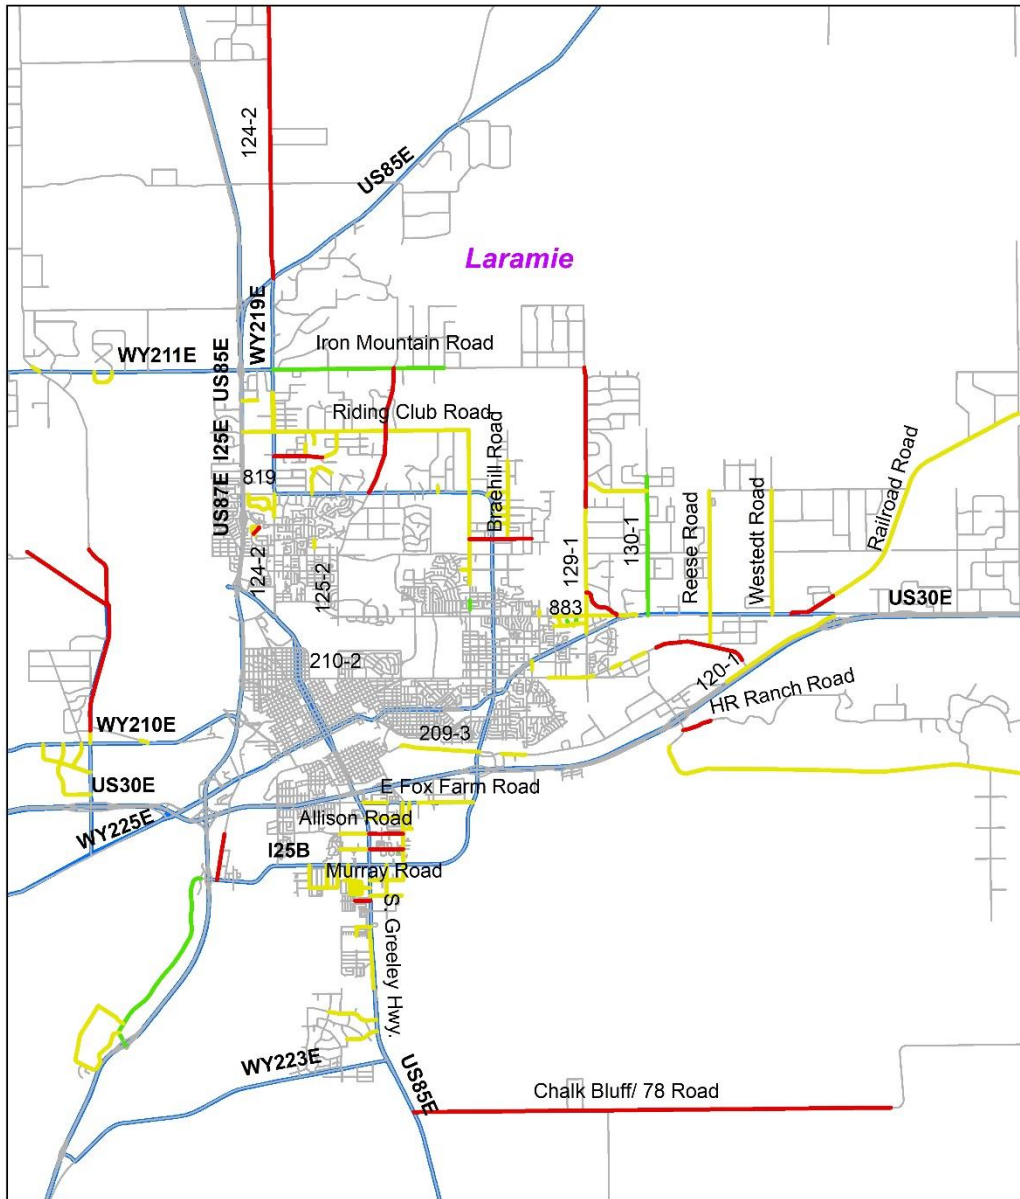 124-2
US85E
Laramie
WY219E
Iron Mountain Road
WY211E
US85E
Riding Club Road
I25E
Braehill Road
Railroad Road
819
US87E
Reese Road
Westedt Road
129-1
130-1
124-2
125-2
883
US30E
210-2
120-1
HR Ranch Road
WY210E
209-3
US30E
E Fox Farm Road
WY225E
Allison Road
I25B
Murray Road
S. Greeley Hwy.
WY223E
US85E
Chalk Bluff/ 78 Road